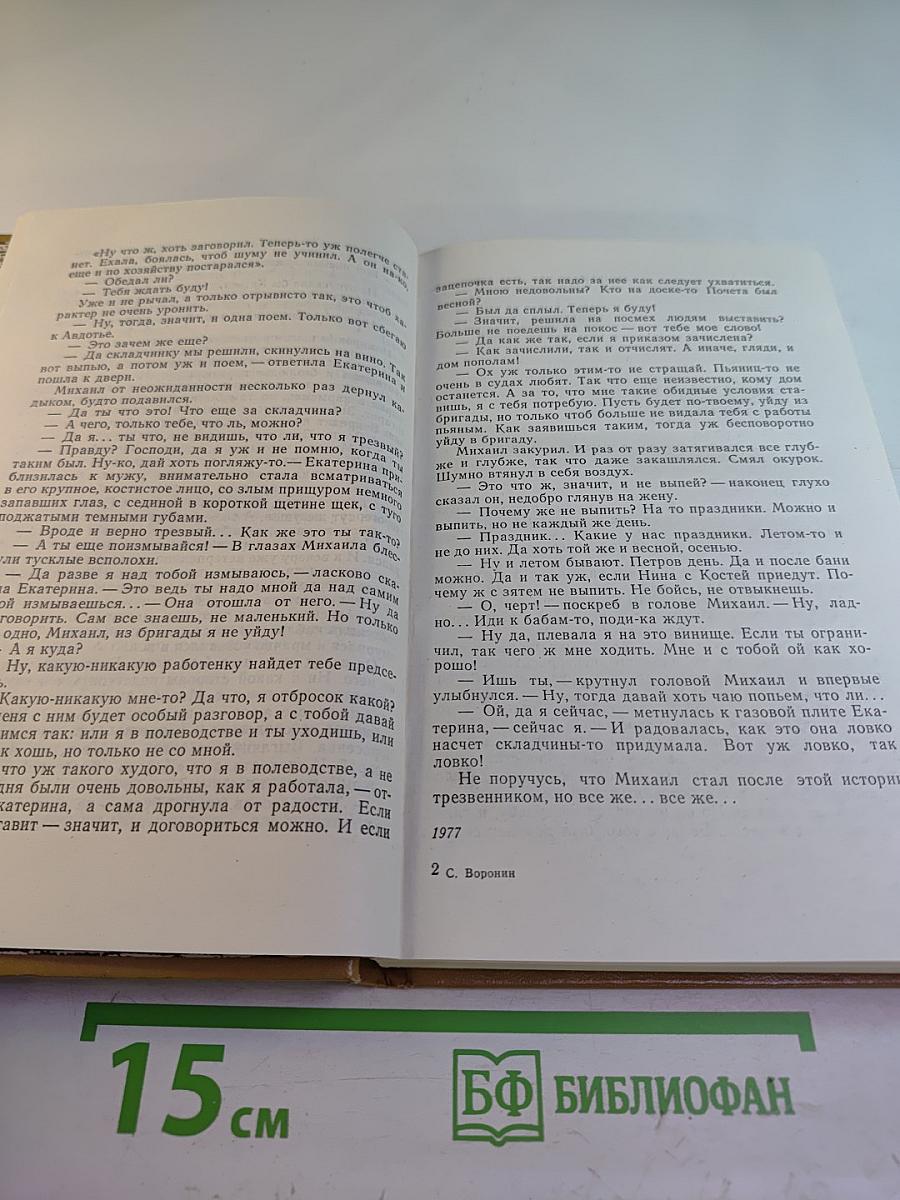 «Ну что ж, хоть заговорил. Теперь-то уж полегче ста-
нет. Ехала, боялась, чтоб шуму не учинил. А он на-ко,
еще и по хозяйству постарался».
— Обедал ли?
— Тебя ждать буду!
Уже и не рычал, а только отрывисто так, это чтоб ха-
рактер не очень уронить.
— Ну, тогда, значит, и одна поем. Только вот сбегаю
к Авдотье.
— Это зачем же еще?
— Да складчинку мы решили, скинулись на вино. Так
вот выпью, а потом уж и поем, — ответила Екатерина и
пошла к двери.
Михаил от неожиданности несколько раз дернул ка-
дыком, будто подавился.
— Да ты что это! Что еще за складчина?
— А чего, только тебе, что ль, можно?
— Да я... ты что, не видишь, что ли, что я трезвый?
— Правду? Господи, да я уж и не помню, когда ты
таким был. Ну-ко, дай хоть погляжу-то. — Екатерина при-
близилась к мужу, внимательно стала всматриваться
в его крупное, костистое лицо, со злым прищуром немного
запавших глаз, с сединой в короткой щетине щек, с туго
поджатыми темными губами.
— Вроде и верно трезвый... Как же это ты так-то?
— А ты еще поизмывайся! — В глазах Михаила блес-
ули тусклые всполохи.
— Да разве я над тобой измываюсь, — ласково ска-
ла Екатерина. — Это ведь ты надо мной да над самим
ой измываешься... — Она отошла от него. — Ну да
говорить. Сам все знаешь, не маленький. Но только
одно, Михаил, из бригады я не уйду!
А я куда?
Ну, какую-никакую работенку найдет тебе предсе-
ь.
Какую-никакую мне-то? Да что, я отбросок какой?
еня с ним будет особый разговор, а с тобой давай
имся так: или я в полеводстве и ты уходишь, или
к хошь, но только не со мной.
что уж такого худого, что я в полеводстве, а не
дня были очень довольны, как я работала, — от-
катерина, а сама дрогнула от радости. Если
тавит — значит, и договориться можно. И если
зацепочка есть, так надо за нее как следует ухватиться.
— Мною недовольны? Кто на доске-то Почета был
весной?
— Был да сплыл. Теперь я буду!
— Значит, решила на посмех людям выставить?
Больше не поедешь на покос — вот тебе мое слово!
— Да как же так, если я приказом зачислена?
— Как зачислили, так и отчислят. А иначе, гляди, и
дом пополам!
— Ох уж только этим-то не стращай. Пьяниц-то не
очень в судах любят. Так что еще неизвестно, кому дом
останется. А за то, что мне такие обидные условия ста-
вишь, я с тебя потребую. Пусть будет по-твоему, уйду из
бригады, но только чтоб больше не видала тебя с работы
пьяным. Как заявишься таким, тогда уж бесповоротно
уйду в бригаду.
Михаил закурил. И раз от разу затягивался все глуб-
же и глубже, так что даже закашлялся. Смял окурок.
Шумно втянул в себя воздух.
— Это что ж, значит, и не выпей? — наконец глухо
сказал он, недобро глянув на жену.
— Почему же не выпить? На то праздники. Можно и
выпить, но не каждый же день.
— Праздник... Какие у нас праздники. Летом-то и
не до них. Да хоть той же и весной, осенью.
— Ну и летом бывают. Петров день. Да и после бани
можно. Да и так уж, если Нина с Костей приедут. По-
чему ж с зятем не выпить. Не бойсь, не отвыкнешь.
— О, черт! — поскреб в голове Михаил. — Ну, лад-
но... Иди к бабам-то, поди-ка ждут.
— Ну да, плевала я на это винище. Если ты ограни-
чил, так чего ж мне ходить. Мне и с тобой ой как хо-
рошо!
— Ишь ты, — крутнул головой Михаил и впервые
улыбнулся. — Ну, тогда давай хоть чаю попьем, что ли...
— Ой, да я сейчас, — метнулась к газовой плите Ека-
терина, — сейчас я. — И радовалась, как это она ловко
насчет складчины-то придумала. Вот уж ловко, так
ловко!
Не поручусь, что Михаил стал после этой истории
трезвенником, но все же... все же...
1977
2 С. Воронин
15 см
БФ БИБЛИОФАН